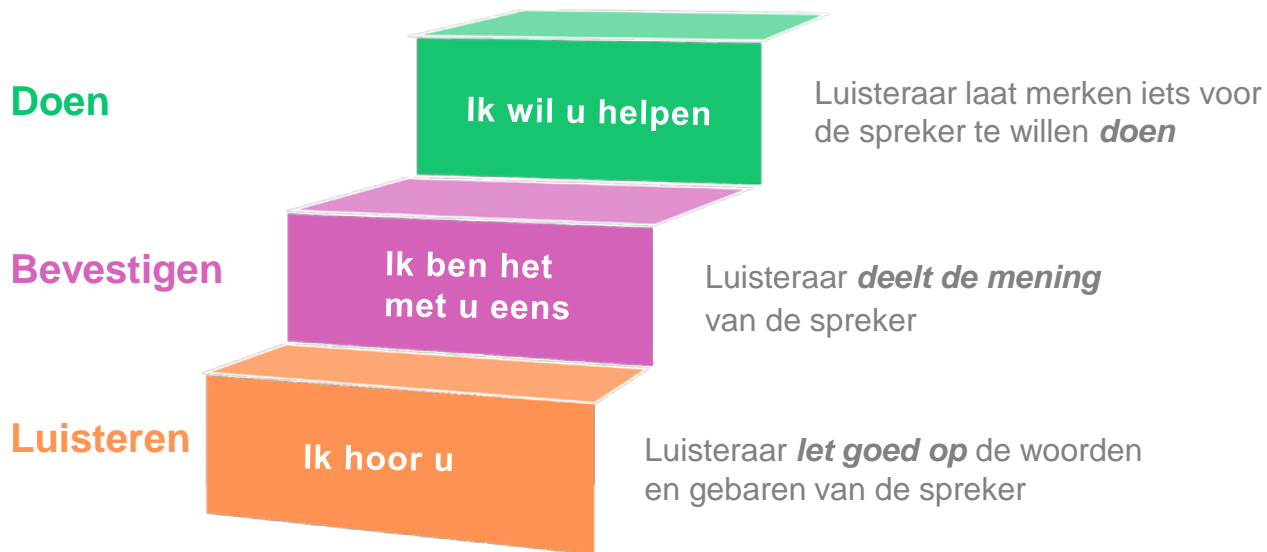 Doen
Ik wil u helpen
Luisteraar laat merken iets voor
de spreker te willen doen
Bevestigen
Ik ben het
met u eens
Luisteraar deelt de mening
van de spreker
Luisteren
Ik hoor u
Luisteraar let goed op de woorden
en gebaren van de spreker